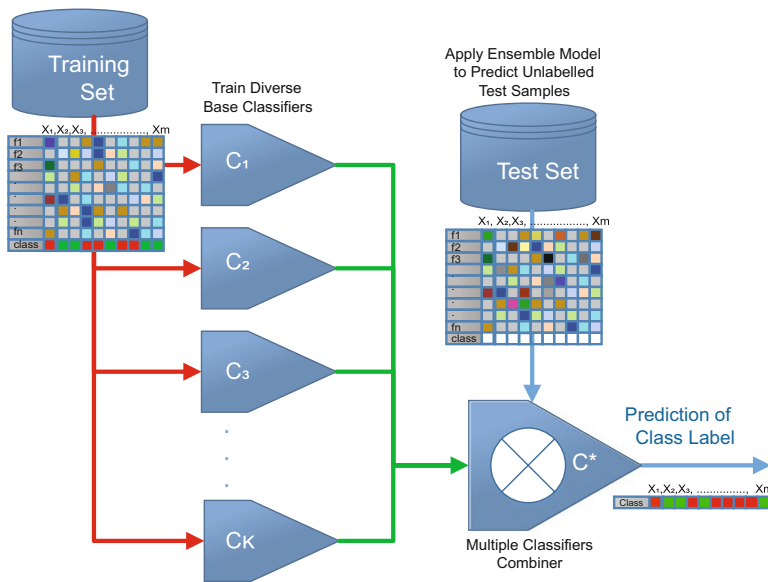 Training
Set
X₁,X₂,X₃, ................., Xm
f1
f2
f3
.
.
.
.
fn
class
Train Diverse
Base Classifiers
C₁
C₂
C₃
.
.
.
Cᴋ
Apply Ensemble Model
to Predict Unlabelled
Test Samples
Test Set
X₁, X₂,X₃, ................., Xm
f1
f2
f3
.
.
.
.
fn
class
C*
Multiple Classifiers
Combiner
Prediction of
Class Label
X₁,X₂,X₃, ................, Xm
Class